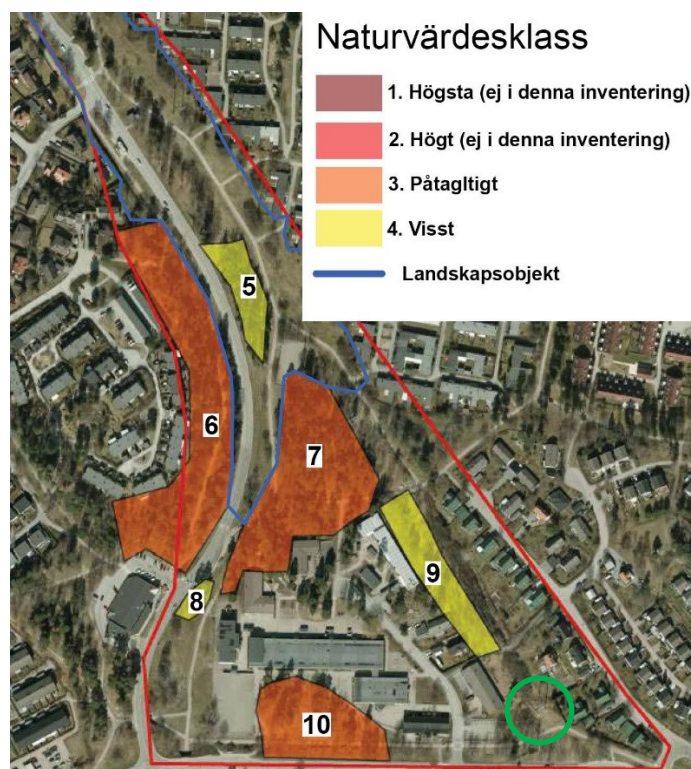 Naturvärdesklass
1. Högsta (ej i denna inventering)
2. Högt (ej i denna inventering)
3. Påtagltigt
4. Visst
Landskapsobjekt
5
6
7
8
9
10